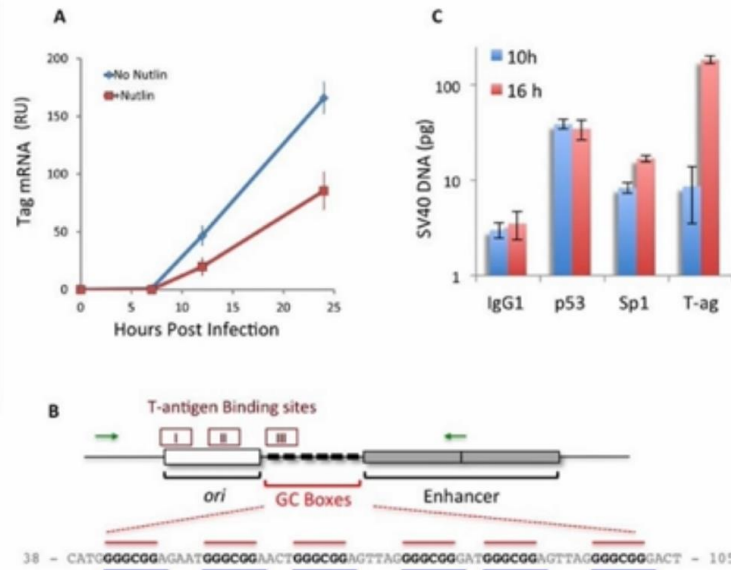 A
200
150
100
50
0
Tag mRNA (RU)
No Nutlin
+Nutlin
0 5 10 15 20 25
Hours Post Infection
C
10h
16 h
100
10
1
SV40 DNA (pg)
IgG1 p53 Sp1 T-ag
B
T-antigen Binding sites
I II III
ori GC Boxes Enhancer
38 - CATGGGGCGGAGAATGGGCGGAACTGGGCGGAGTTAGGGGCGGGATGGGCGGAGTTAGGGGCGGGACT - 105